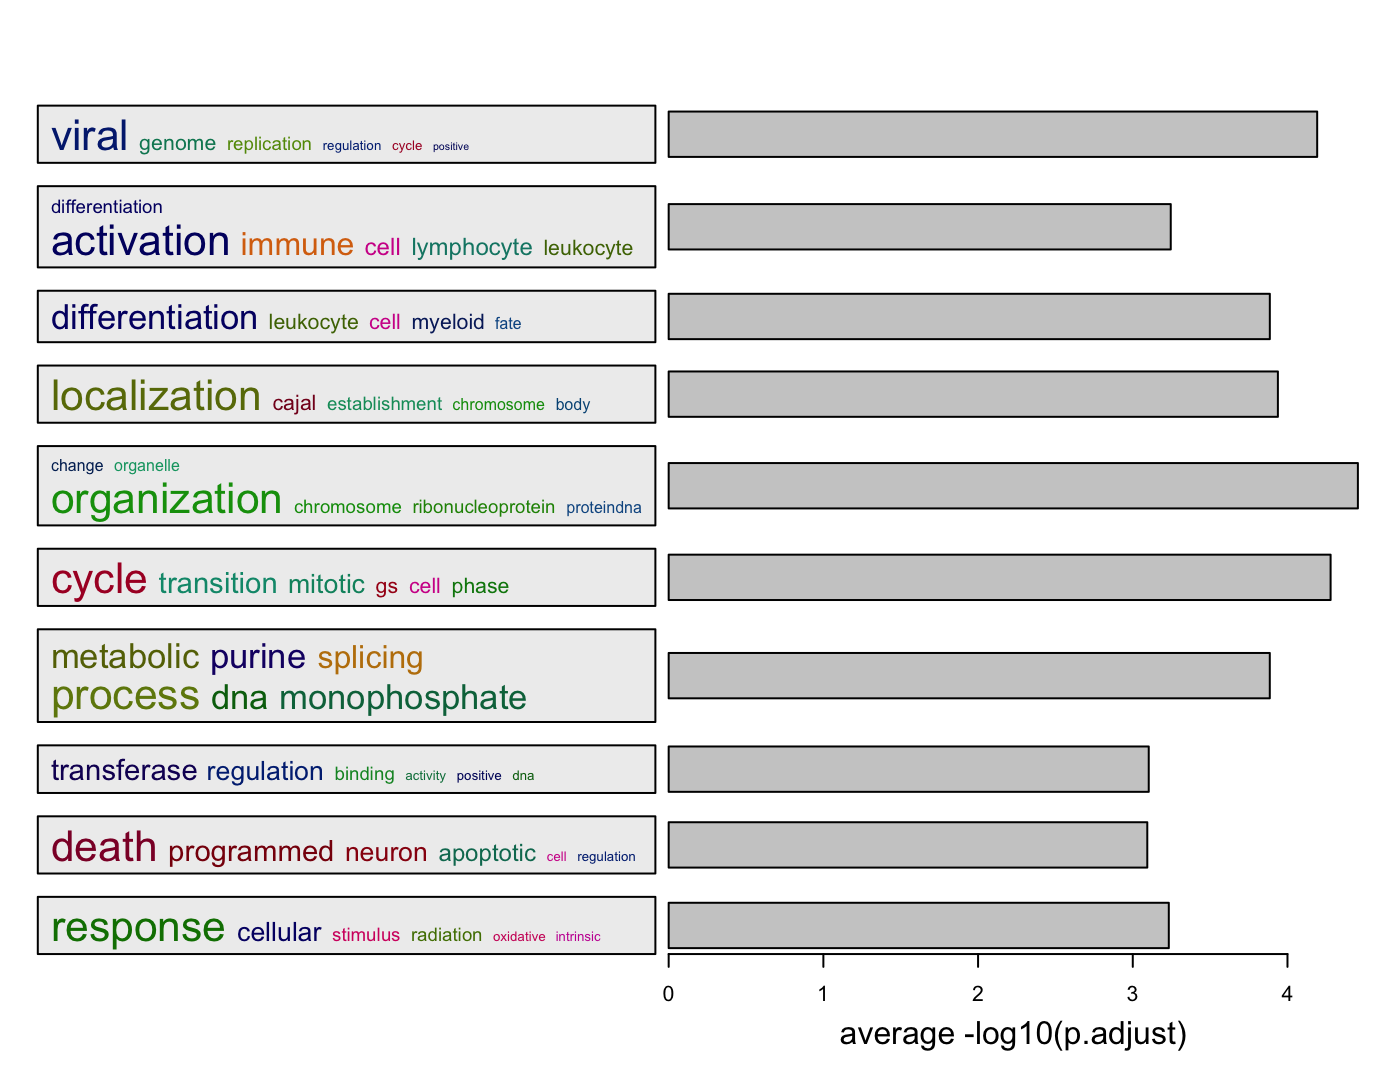 viral genome replication regulation cycle positive
differentiation
activation immune cell lymphocyte leukocyte
differentiation leukocyte cell myeloid fate
localization cajal establishment chromosome body
change organelle
organization chromosome ribonucleoprotein proteindna
cycle transition mitotic gs cell phase
metabolic purine splicing
process dna monophosphate
transferase regulation binding activity positive dna
death programmed neuron apoptotic cell regulation
response cellular stimulus radiation oxidative intrinsic
0 1 2 3 4
average -log10(p.adjust)